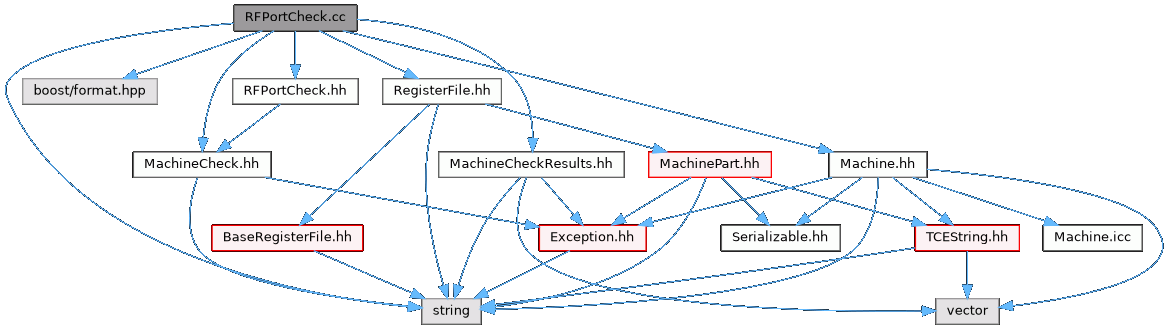 RFPortCheck.cc
boost/format.hpp
RFPortCheck.hh
RegisterFile.hh
MachineCheck.hh
MachineCheckResults.hh
MachinePart.hh
Machine.hh
BaseRegisterFile.hh
Exception.hh
Serializable.hh
TCEString.hh
Machine.icc
string
vector